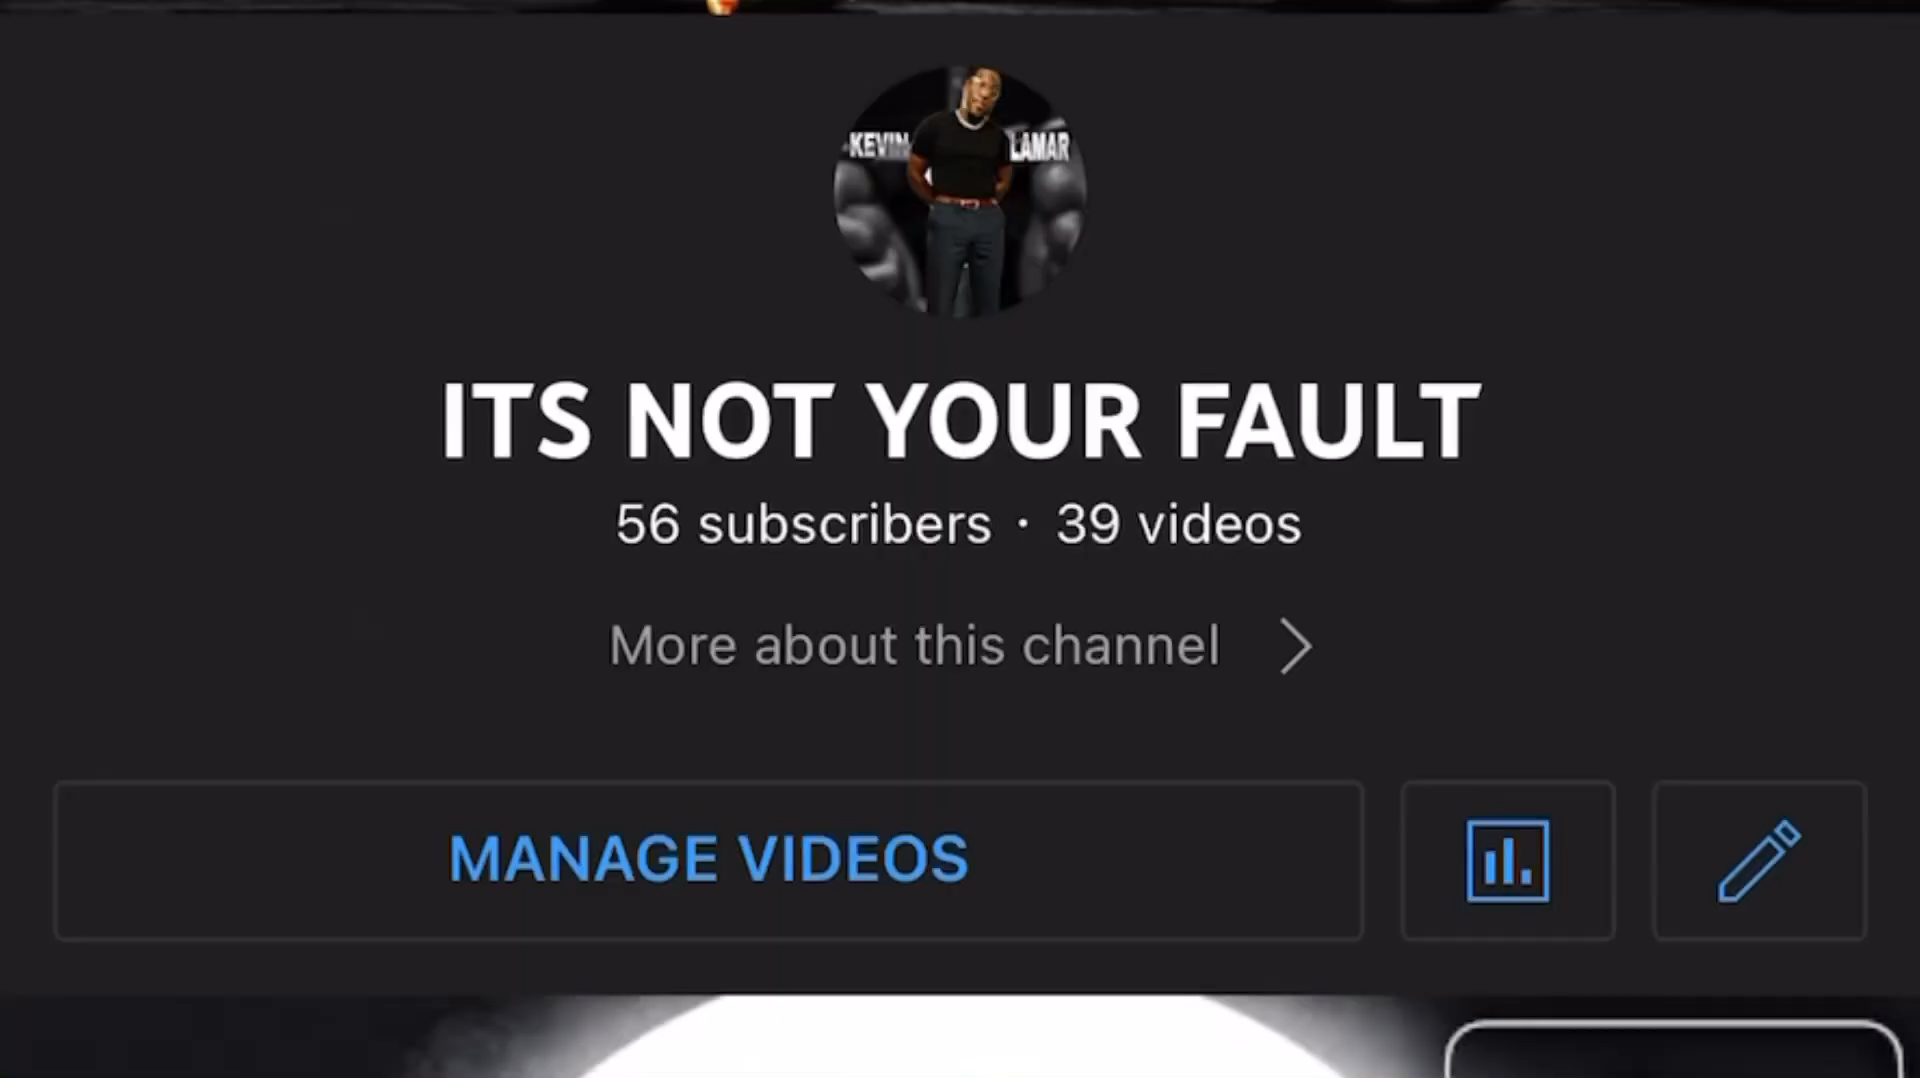 KEVIN LAMAR
ITS NOT YOUR FAULT
56 subscribers · 39 videos
More about this channel
MANAGE VIDEOS